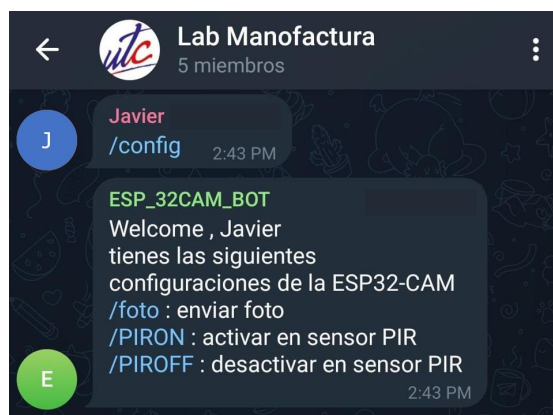 utc
Lab Manofactura
5 miembros
J
Javier
/config
2:43 PM
ESP_32CAM_BOT
Welcome , Javier
tienes las siguientes
configuraciones de la ESP32-CAM
/foto : enviar foto
/PIRON : activar en sensor PIR
/PIROFF : desactivar en sensor PIR
E
2:43 PM